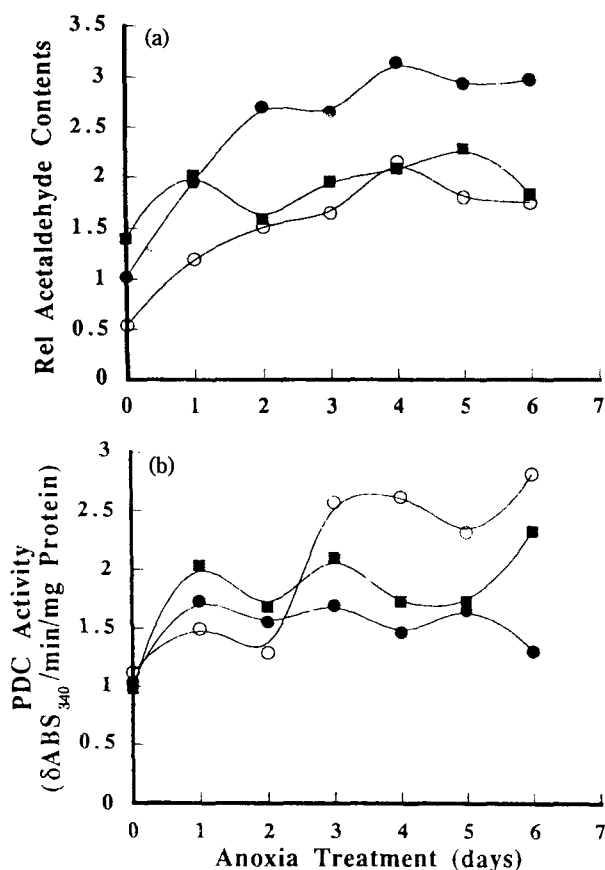 (a)
Rel Acetaldehyde Contents
3.5
3
2.5
2
1.5
1
0.5
0
0 1 2 3 4 5 6 7
(b)
PDC Activity
(δABS340/min/mg Protein)
3
2.5
2
1.5
1
0.5
0
0 1 2 3 4 5 6 7
Anoxia Treatment (days)